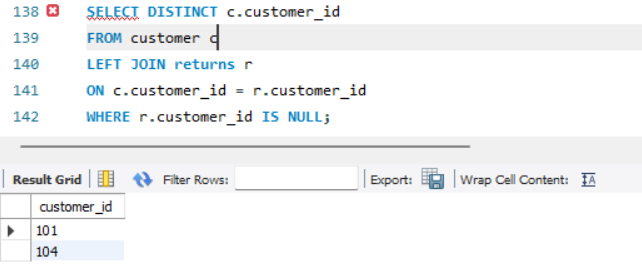 138 SELECT DISTINCT c.customer_id
139 FROM customer c
140 LEFT JOIN returns r
141 ON c.customer_id = r.customer_id
142 WHERE r.customer_id IS NULL;
Result Grid Filter Rows: Export: Wrap Cell Content: IA
customer_id
101
104